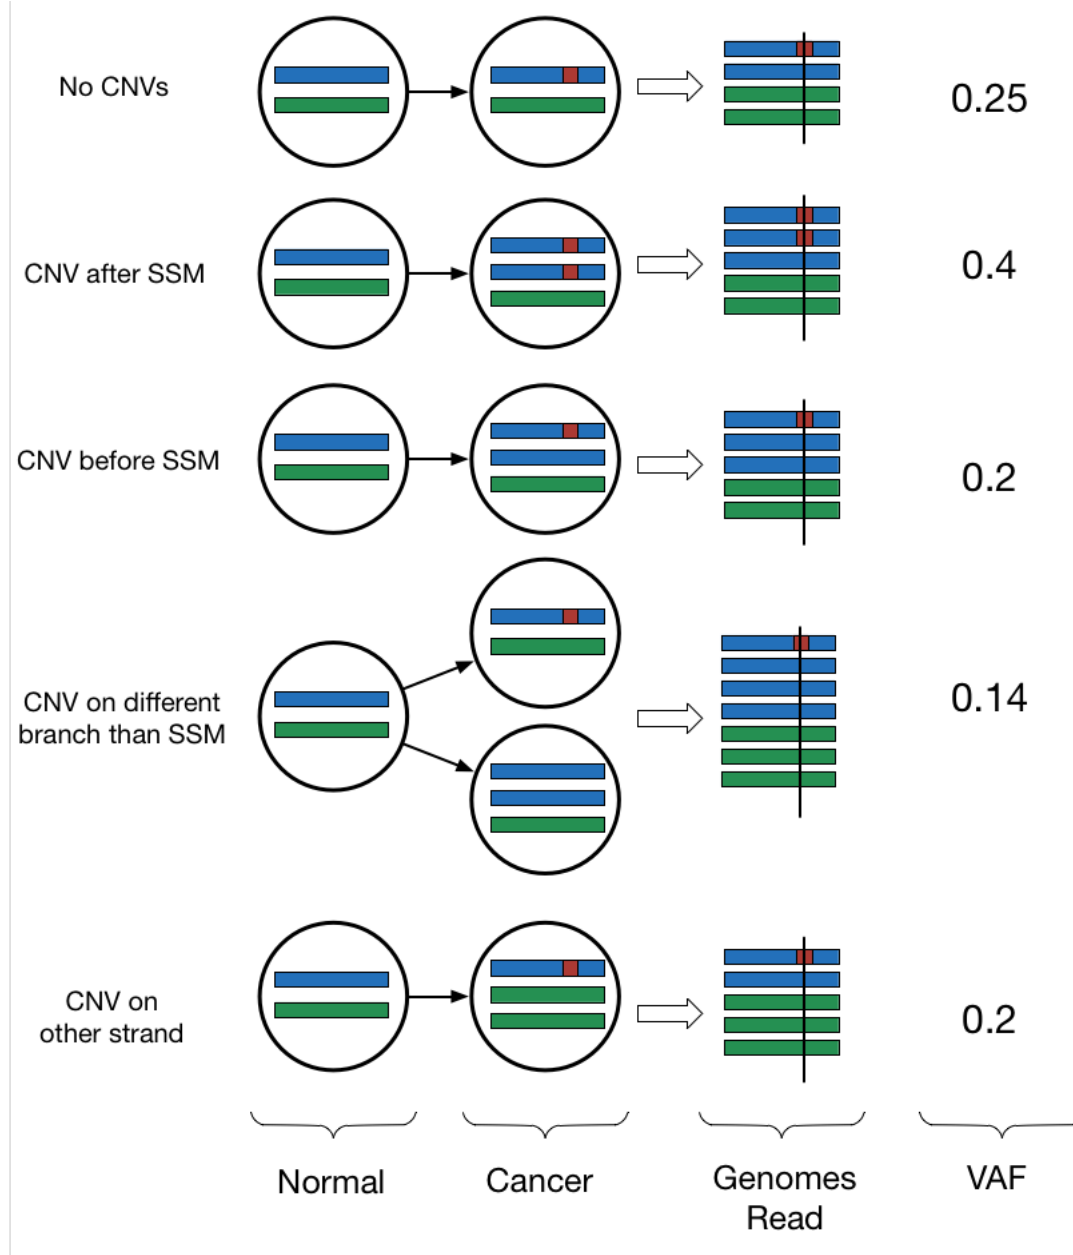 No CNVs
0.25
CNV after SSM
0.4
CNV before SSM
0.2
CNV on different
branch than SSM
0.14
CNV on
other strand
0.2
Normal
Cancer
Genomes
Read
VAF